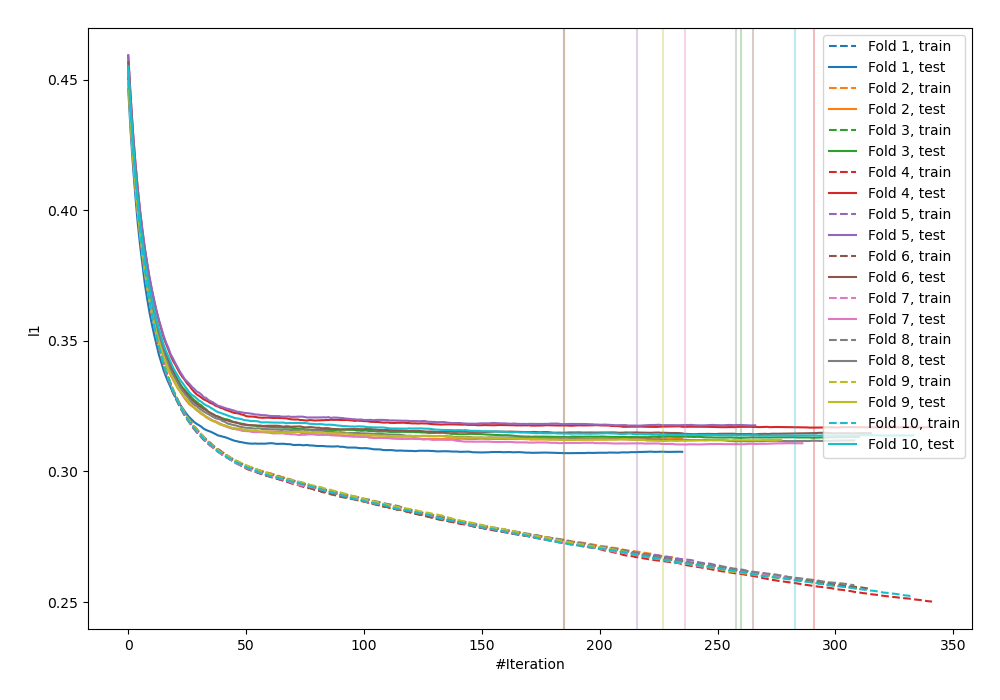 0.45
0.40
0.35
0.30
0.25
l1
0
50
100
150
200
250
300
350
#Iteration
Fold 1, train
Fold 1, test
Fold 2, train
Fold 2, test
Fold 3, train
Fold 3, test
Fold 4, train
Fold 4, test
Fold 5, train
Fold 5, test
Fold 6, train
Fold 6, test
Fold 7, train
Fold 7, test
Fold 8, train
Fold 8, test
Fold 9, train
Fold 9, test
Fold 10, train
Fold 10, test